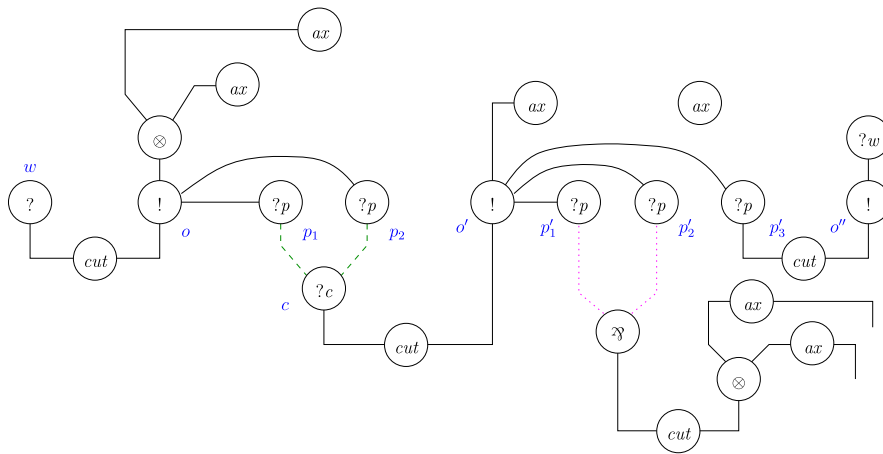 ax
ax
ax
ax
⊗
?w
w
?
!
?p
?p
!
?p
?p
?p
!
o
p₁
p₂
o′
p′₁
p′₂
p′₃
o″
cut
cut
?c
c
ax
⅋
cut
ax
⊗
cut